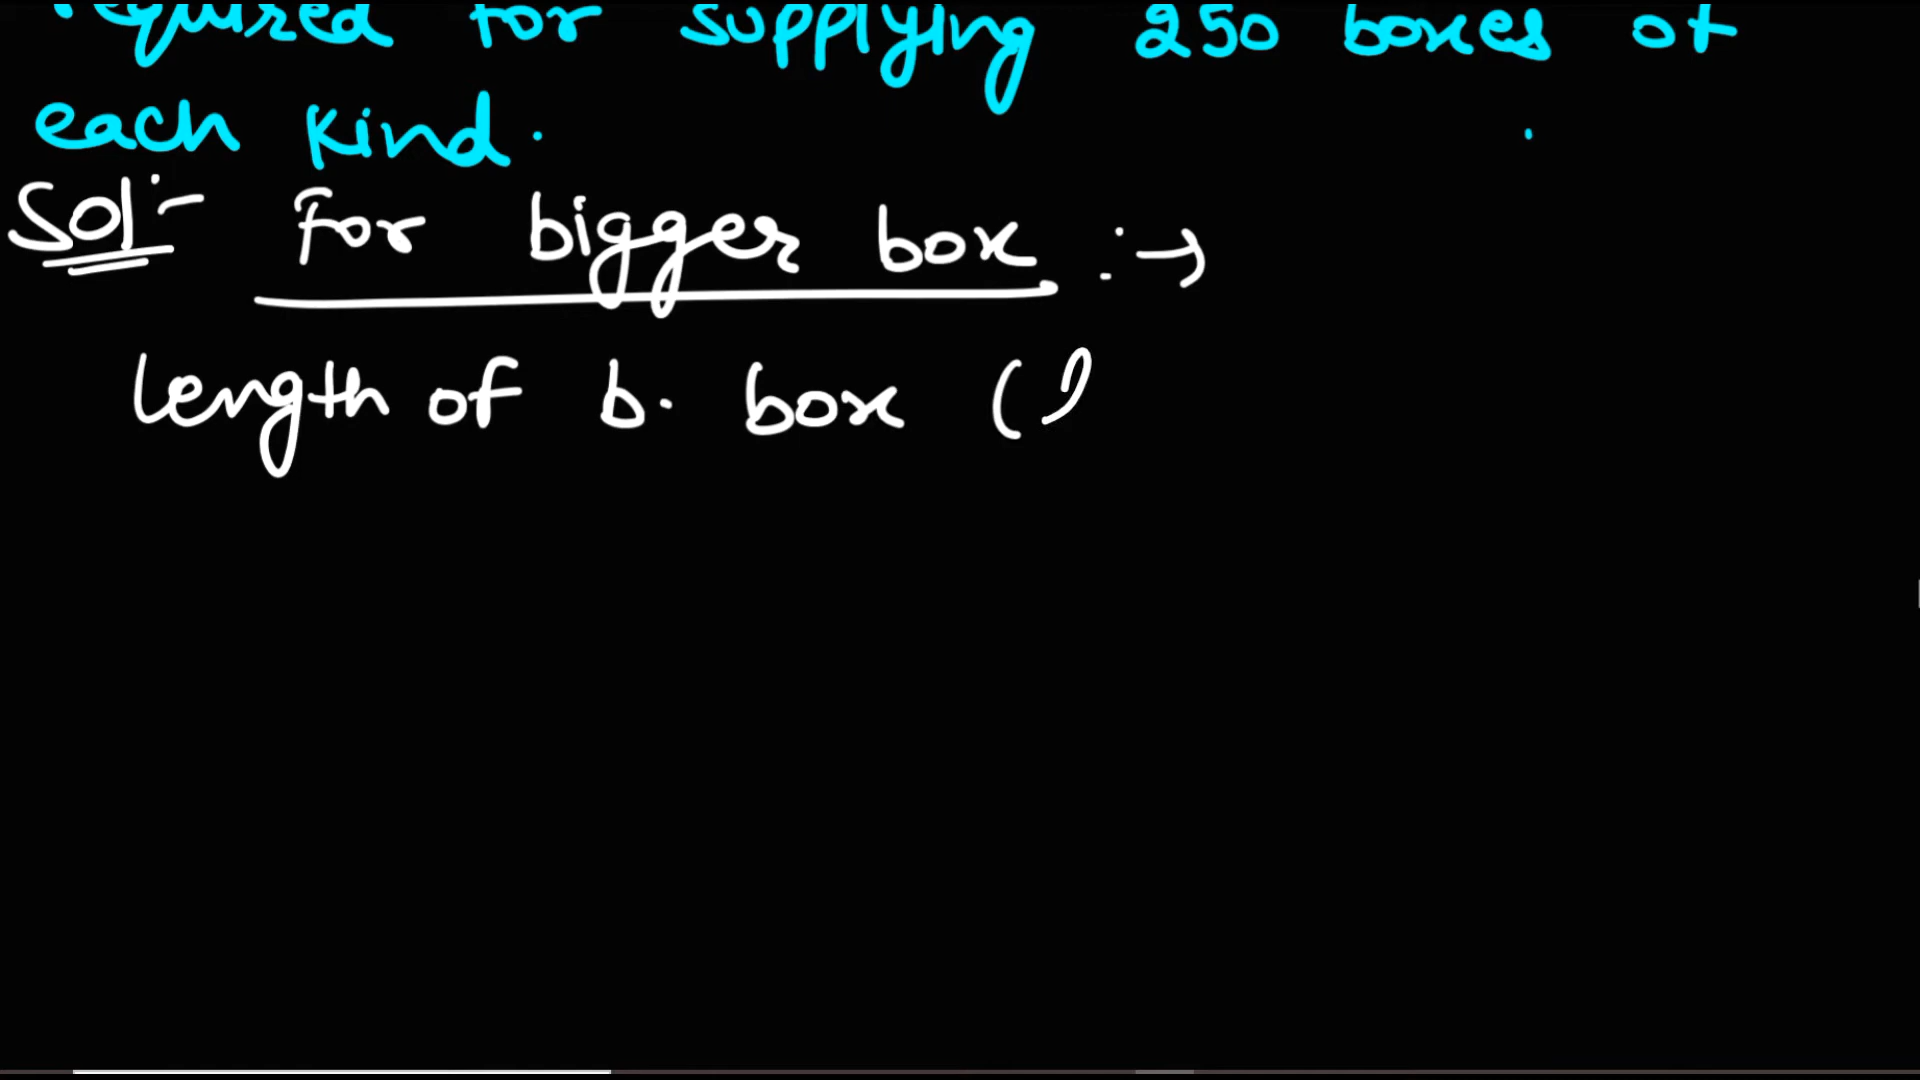 required for supplying 250 boxes of
each kind.
Sol:- For bigger box :→
length of b. box (l